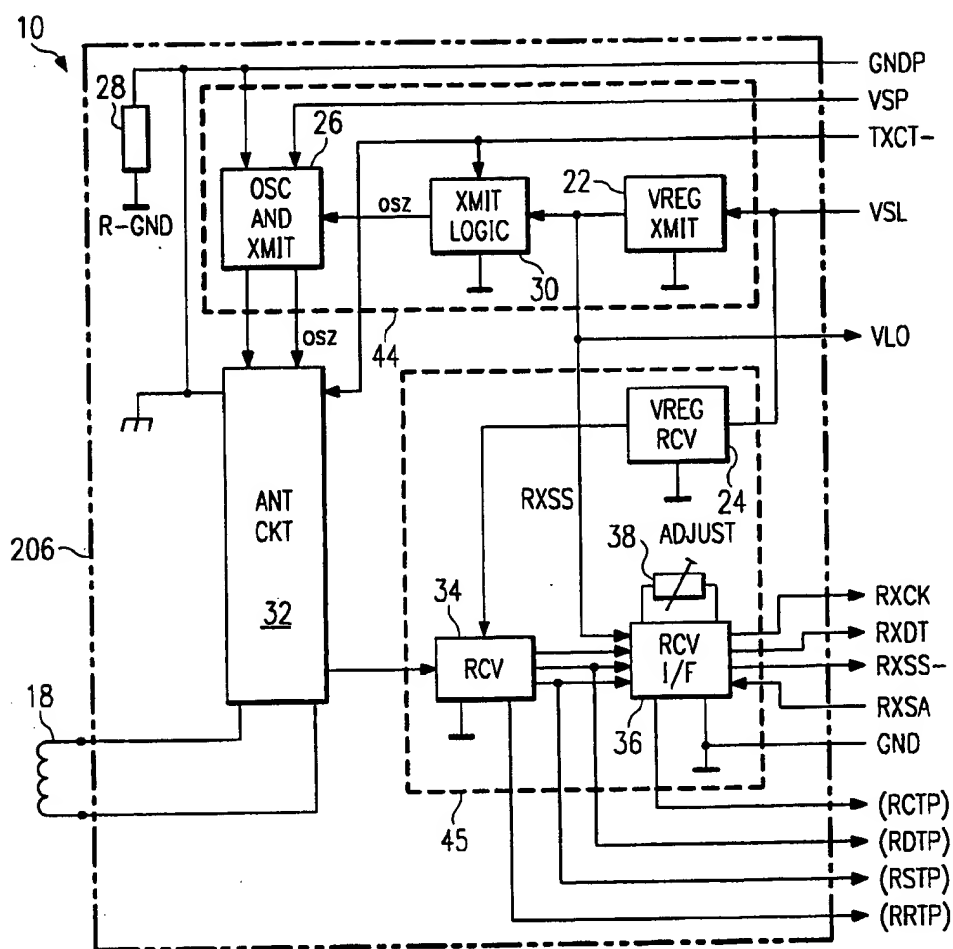 10
GNDP
28
26
VSP
TXCT-
OSC
AND
XMIT
osz
XMIT
LOGIC
22
VREG
XMIT
VSL
R-GND
30
osz
44
VLO
VREG
RCV
ANT
CKT
RXSS
24
38
ADJUST
206
32
34
RCV
RCV
I/F
RXCK
RXDT
RXSS-
RXSA
18
36
GND
45
(RCTP)
(RDTP)
(RSTP)
(RRTP)